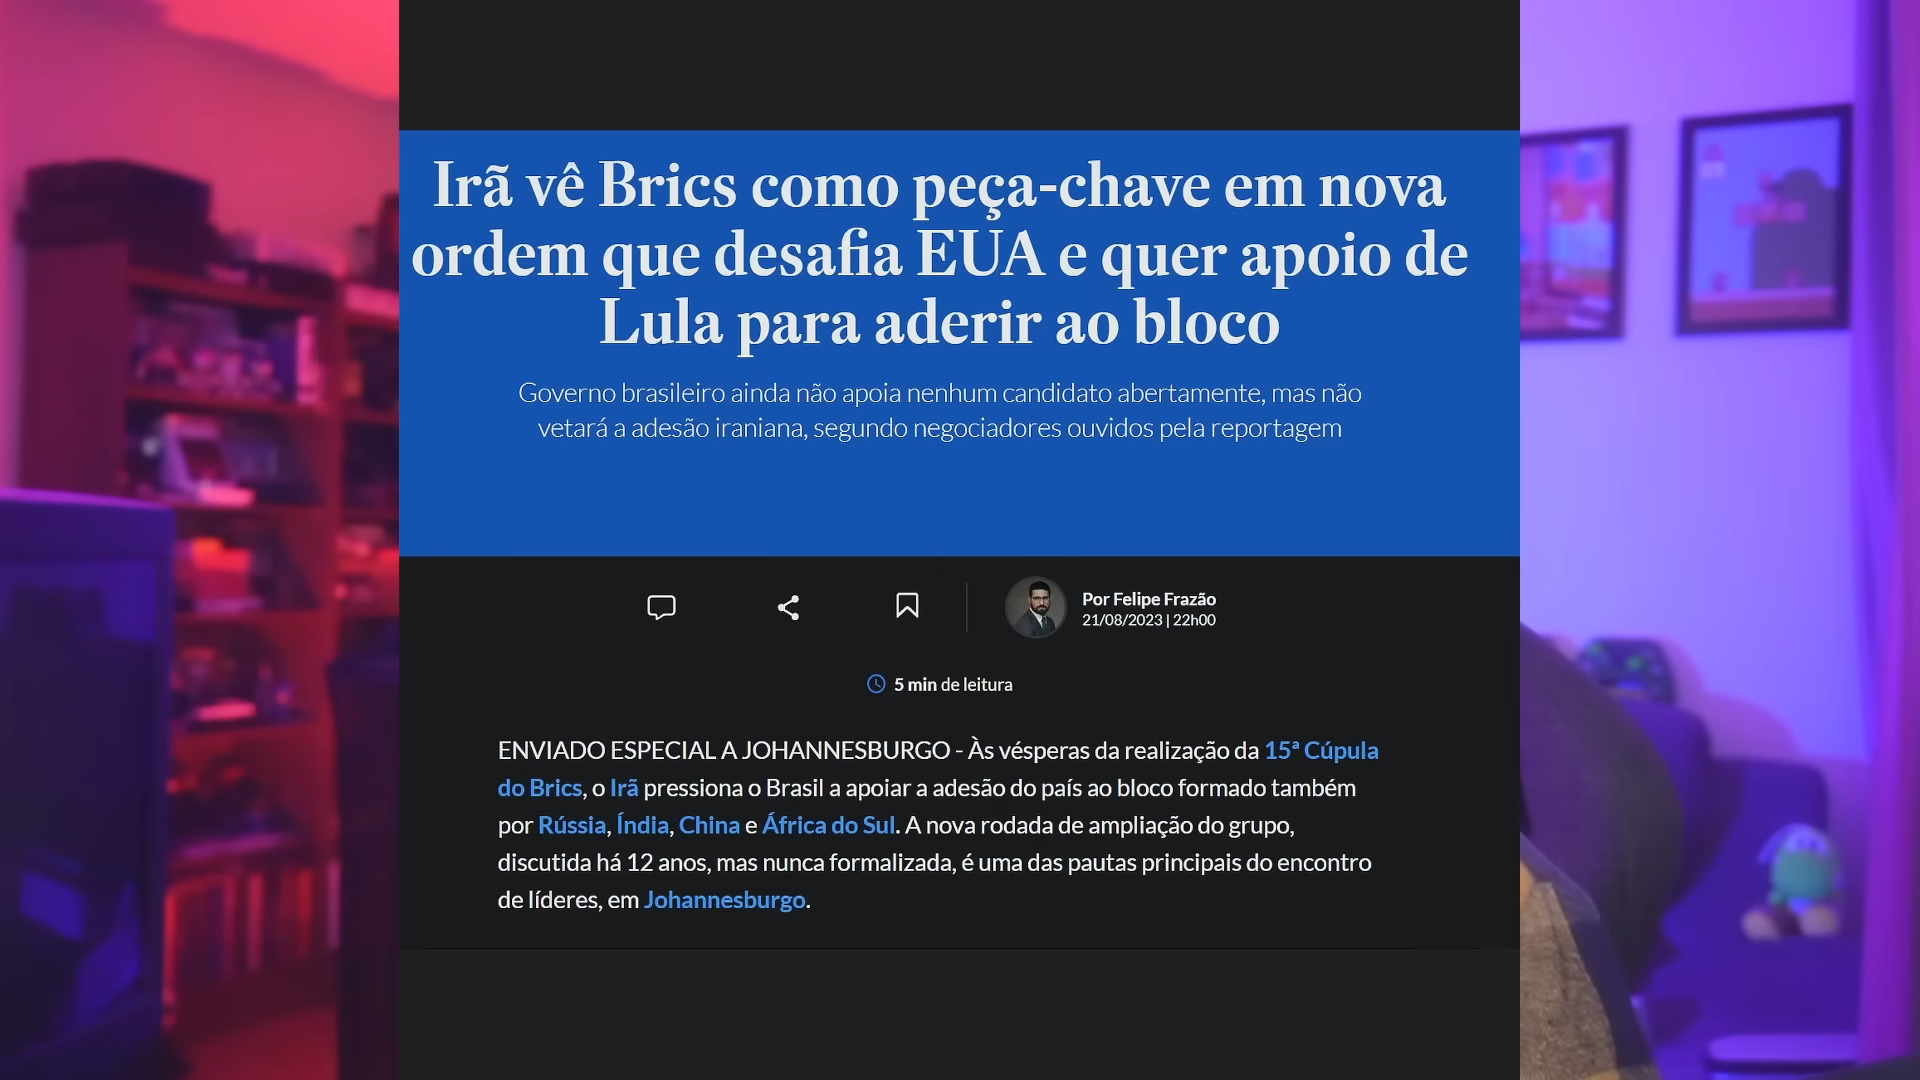 Irã vê Brics como peça-chave em nova
ordem que desafia EUA e quer apoio de
Lula para aderir ao bloco
Governo brasileiro ainda não apoia nenhum candidato abertamente, mas não
vetará a adesão iraniana, segundo negociadores ouvidos pela reportagem
Por Felipe Frazão
21/08/2023 | 22h00
5 min de leitura
ENVIADO ESPECIAL A JOHANNESBURGO - Às vésperas da realização da 15ª Cúpula
do Brics, o Irã pressiona o Brasil a apoiar a adesão do país ao bloco formado também
por Rússia, Índia, China e África do Sul. A nova rodada de ampliação do grupo,
discutida há 12 anos, mas nunca formalizada, é uma das pautas principais do encontro
de líderes, em Johannesburgo.